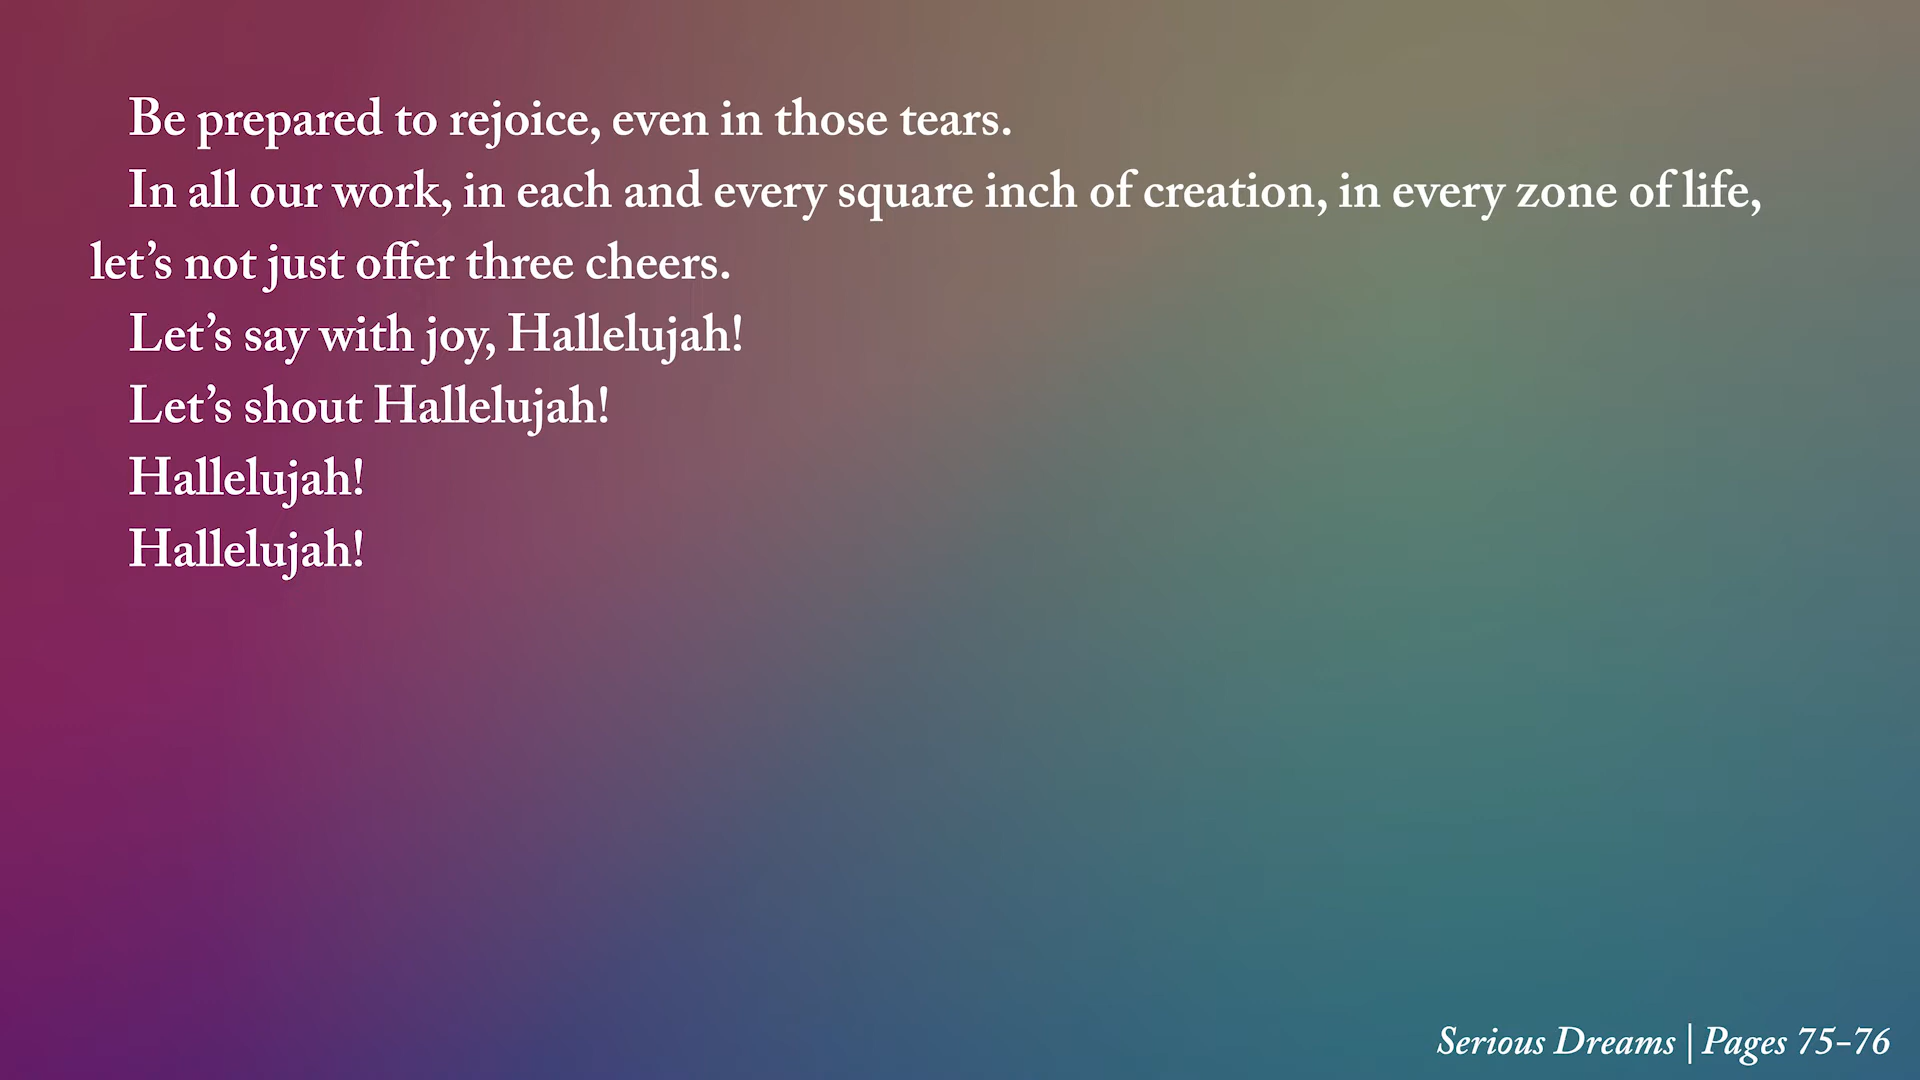 Be prepared to rejoice, even in those tears.
In all our work, in each and every square inch of creation, in every zone of life,
let’s not just offer three cheers.
Let’s say with joy, Hallelujah!
Let’s shout Hallelujah!
Hallelujah!
Hallelujah!
Serious Dreams | Pages 75-76